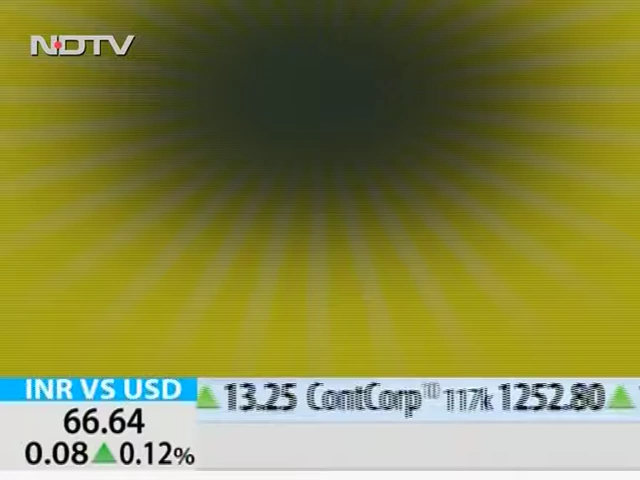 NDTV
INR VS USD
66.64
0.08 0.12%
13.25 ContCorp 117k 1252.80